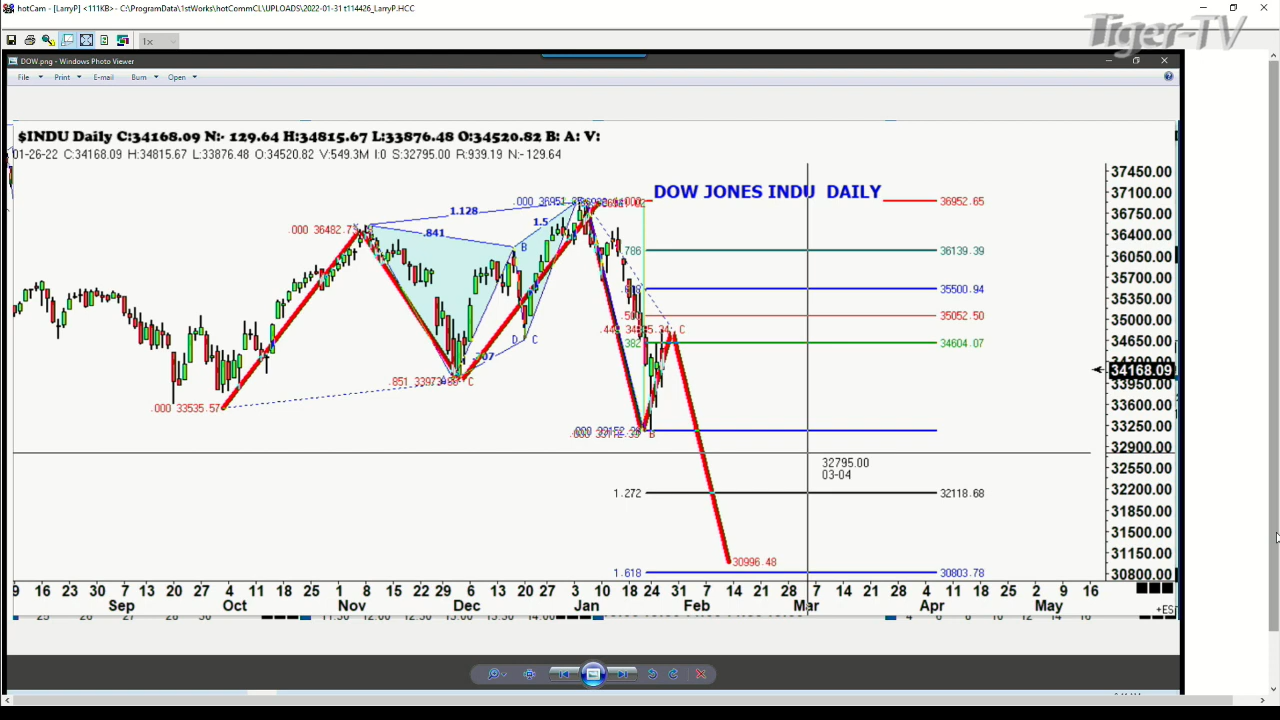 hotCam - [LarryP] <111KB> - C:\ProgramData\1stWorks\hotCommCL\UPLOADS\2022-01-31 t114426_LarryP.HCC
Tiger-TV
1x
DOW.png - Windows Photo Viewer
File Print E-mail Burn Open
$INDU Daily C:34168.09 N:- 129.64 H:34815.67 L:33876.48 O:34520.82 B: A: V:
01-26-22 C:34168.09 H:34815.67 L:33876.48 O:34520.82 V:549.3M I:0 S:32795.00 R:939.19 N:-129.64
DOW JONES INDU DAILY
37450.00
37100.00
36750.00
36400.00
36050.00
35700.00
35350.00
35000.00
34650.00
34168.09
33950.00
33600.00
33250.00
32900.00
32550.00
32200.00
31850.00
31500.00
31150.00
30800.00
36952.65
.786 36139.39
35500.94
35052.50
.382 34604.07
1.272 32118.68
1.618 30803.78
.000 36482.73
1.128
.841
1.5
B
D C
.707
.851 C
.000 33535.57
C
B
32795.00
03-04
30996.48
9 16 23 30 7 13 20 27 4 11 18 25 1 8 15 22 29 6 13 20 27 3 10 18 24 31 7 14 21 28 7 14 21 28 4 11 18 25 2 9 16
Sep Oct Nov Dec Jan Feb Mar Apr May
+ES